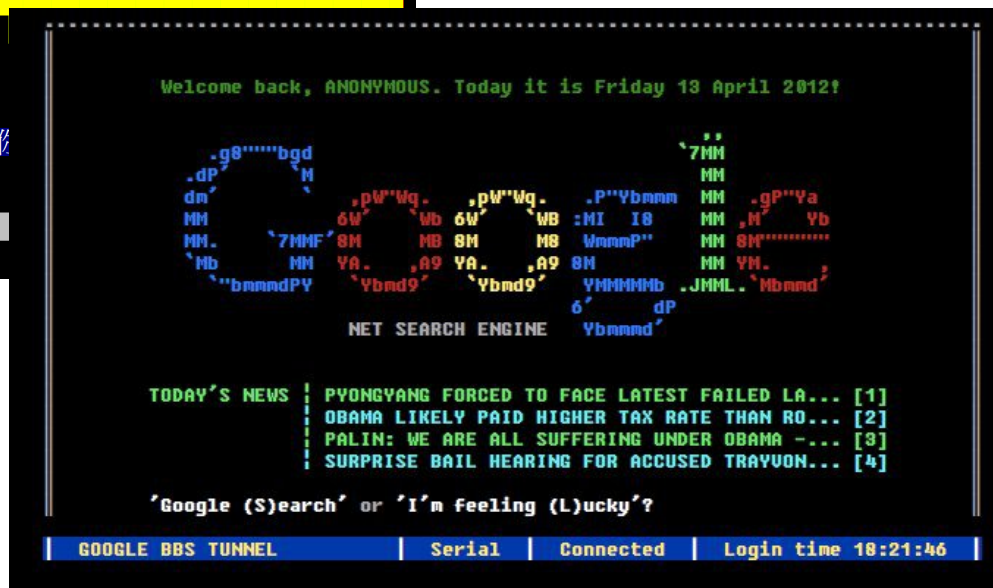 Welcome back, ANONYMOUS. Today it is Friday 13 April 2012!
Google
NET SEARCH ENGINE
TODAY'S NEWS ¦ PYONGYANG FORCED TO FACE LATEST FAILED LA... [1]
¦ OBAMA LIKELY PAID HIGHER TAX RATE THAN RO... [2]
¦ PALIN: WE ARE ALL SUFFERING UNDER OBAMA -... [3]
¦ SURPRISE BAIL HEARING FOR ACCUSED TRAYVON... [4]
'Google (S)earch' or 'I'm feeling (L)ucky'?
GOOGLE BBS TUNNEL | Serial | Connected | Login time 18:21:46